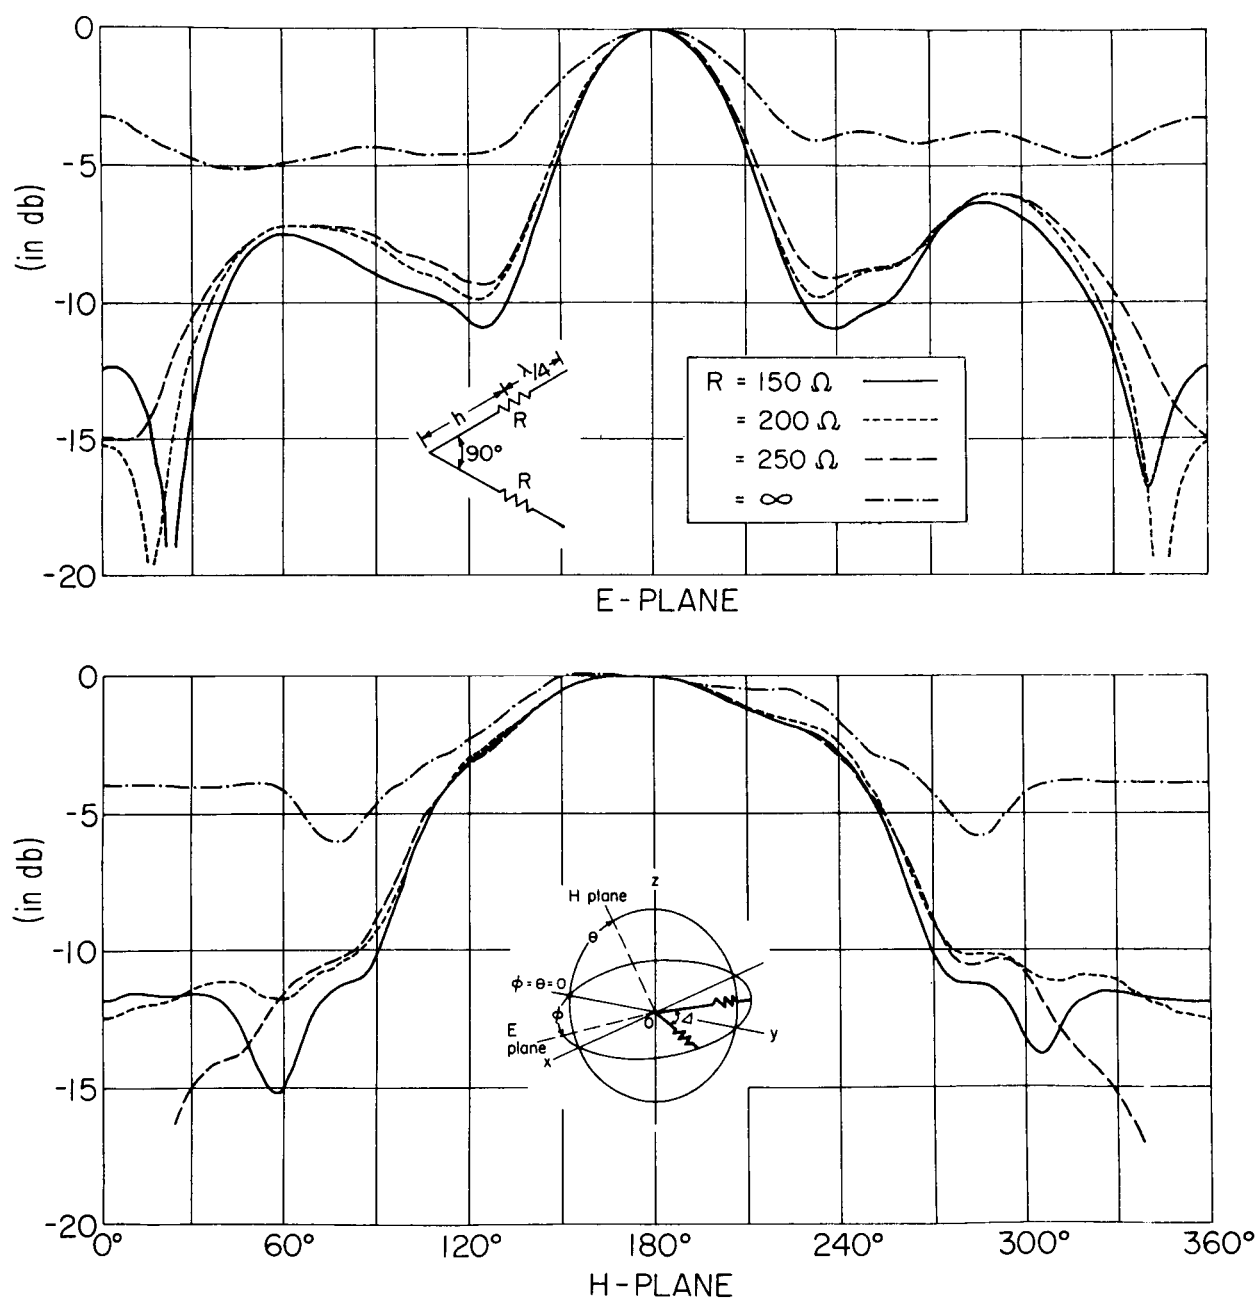 0
-5
-10
-15
-20
(in db)
h
λ/4
R
90°
R
R = 150 Ω
= 200 Ω
= 250 Ω
= ∞
E-PLANE
0
-5
-10
-15
-20
(in db)
z
H plane
θ
ϕ = θ = 0
ϕ
E
plane
x
0
Δ
y
0° 60° 120° 180° 240° 300° 360°
H-PLANE